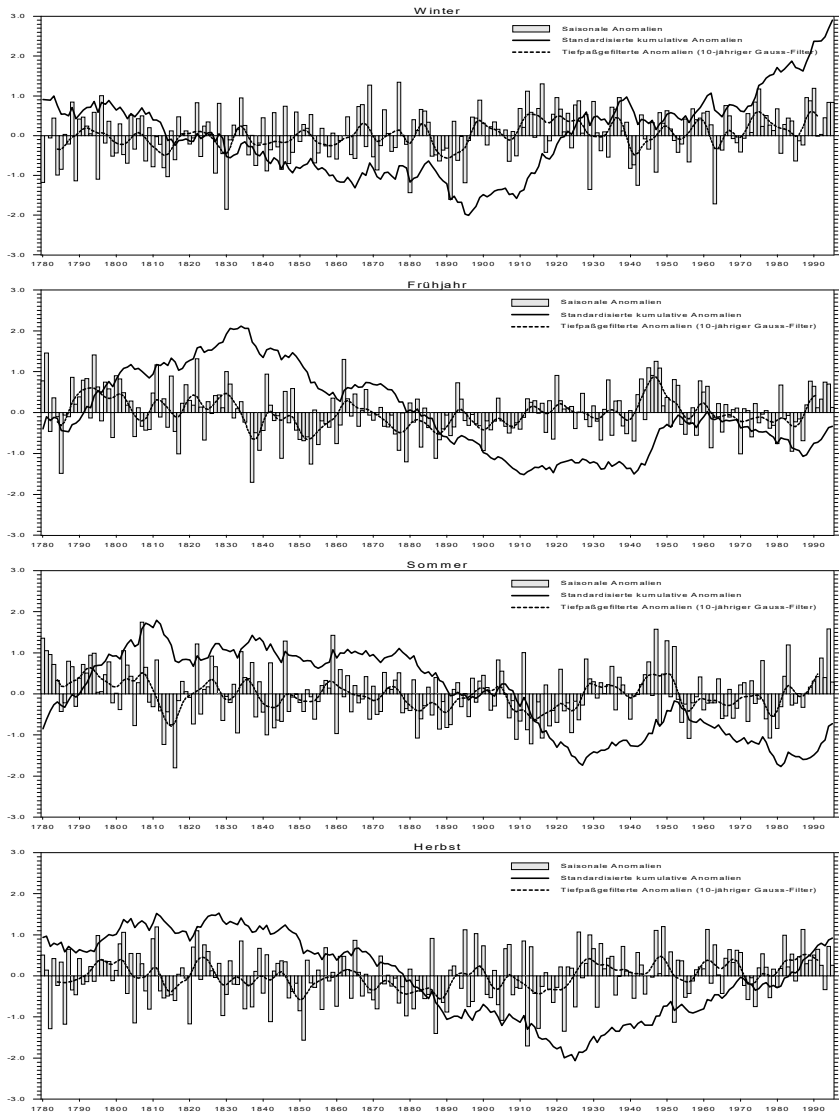 Winter
3.0
Saisonale Anomalien
Standardisierte kumulative Anomalien
2.0
Tiefpaßgefilterte Anomalien (10-jähriger Gauss-Filter)
1.0
0.0
-1.0
-2.0
-3.0
1780 1790 1800 1810 1820 1830 1840 1850 1860 1870 1880 1890 1900 1910 1920 1930 1940 1950 1960 1970 1980 1990
Frühjahr
3.0
Saisonale Anomalien
Standardisierte kumulative Anomalien
2.0
Tiefpaßgefilterte Anomalien (10-jähriger Gauss-Filter)
1.0
0.0
-1.0
-2.0
-3.0
1780 1790 1800 1810 1820 1830 1840 1850 1860 1870 1880 1890 1900 1910 1920 1930 1940 1950 1960 1970 1980 1990
Sommer
3.0
Saisonale Anomalien
Standardisierte kumulative Anomalien
2.0
Tiefpaßgefilterte Anomalien (10-jähriger Gauss-Filter)
1.0
0.0
-1.0
-2.0
-3.0
1780 1790 1800 1810 1820 1830 1840 1850 1860 1870 1880 1890 1900 1910 1920 1930 1940 1950 1960 1970 1980 1990
Herbst
3.0
Saisonale Anomalien
Standardisierte kumulative Anomalien
2.0
Tiefpaßgefilterte Anomalien (10-jähriger Gauss-Filter)
1.0
0.0
-1.0
-2.0
-3.0
1780 1790 1800 1810 1820 1830 1840 1850 1860 1870 1880 1890 1900 1910 1920 1930 1940 1950 1960 1970 1980 1990